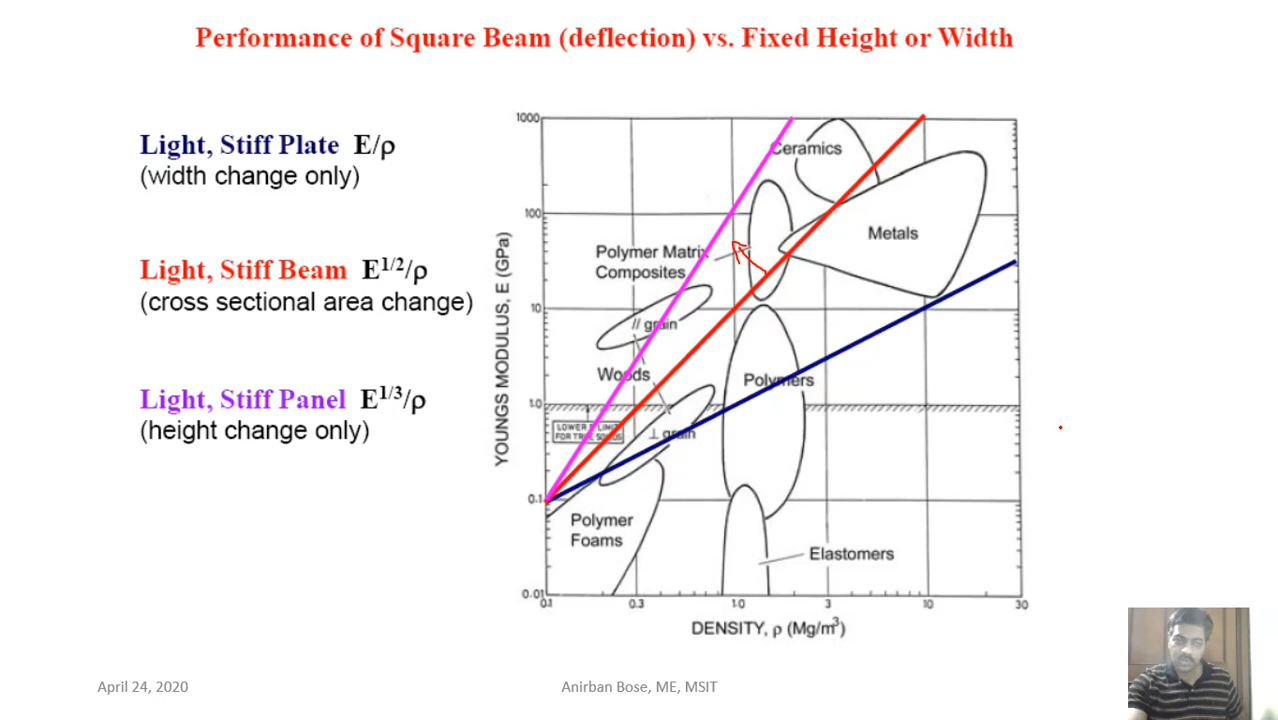 Performance of Square Beam (deflection) vs. Fixed Height or Width
Light, Stiff Plate E/ρ
(width change only)
Light, Stiff Beam E^1/2/ρ
(cross sectional area change)
Light, Stiff Panel E^1/3/ρ
(height change only)
YOUNGS MODULUS, E (GPa)
1000
100
10
1.0
0.1
0.01
Ceramics
Metals
Polymer Matrix
Composites
// grain
Woods
Polymers
LOWER E LIMIT
FOR TRUE SOLIDS
⊥ grain
Polymer
Foams
Elastomers
0.1
0.3
1.0
3
10
30
DENSITY, ρ (Mg/m³)
April 24, 2020
Anirban Bose, ME, MSIT